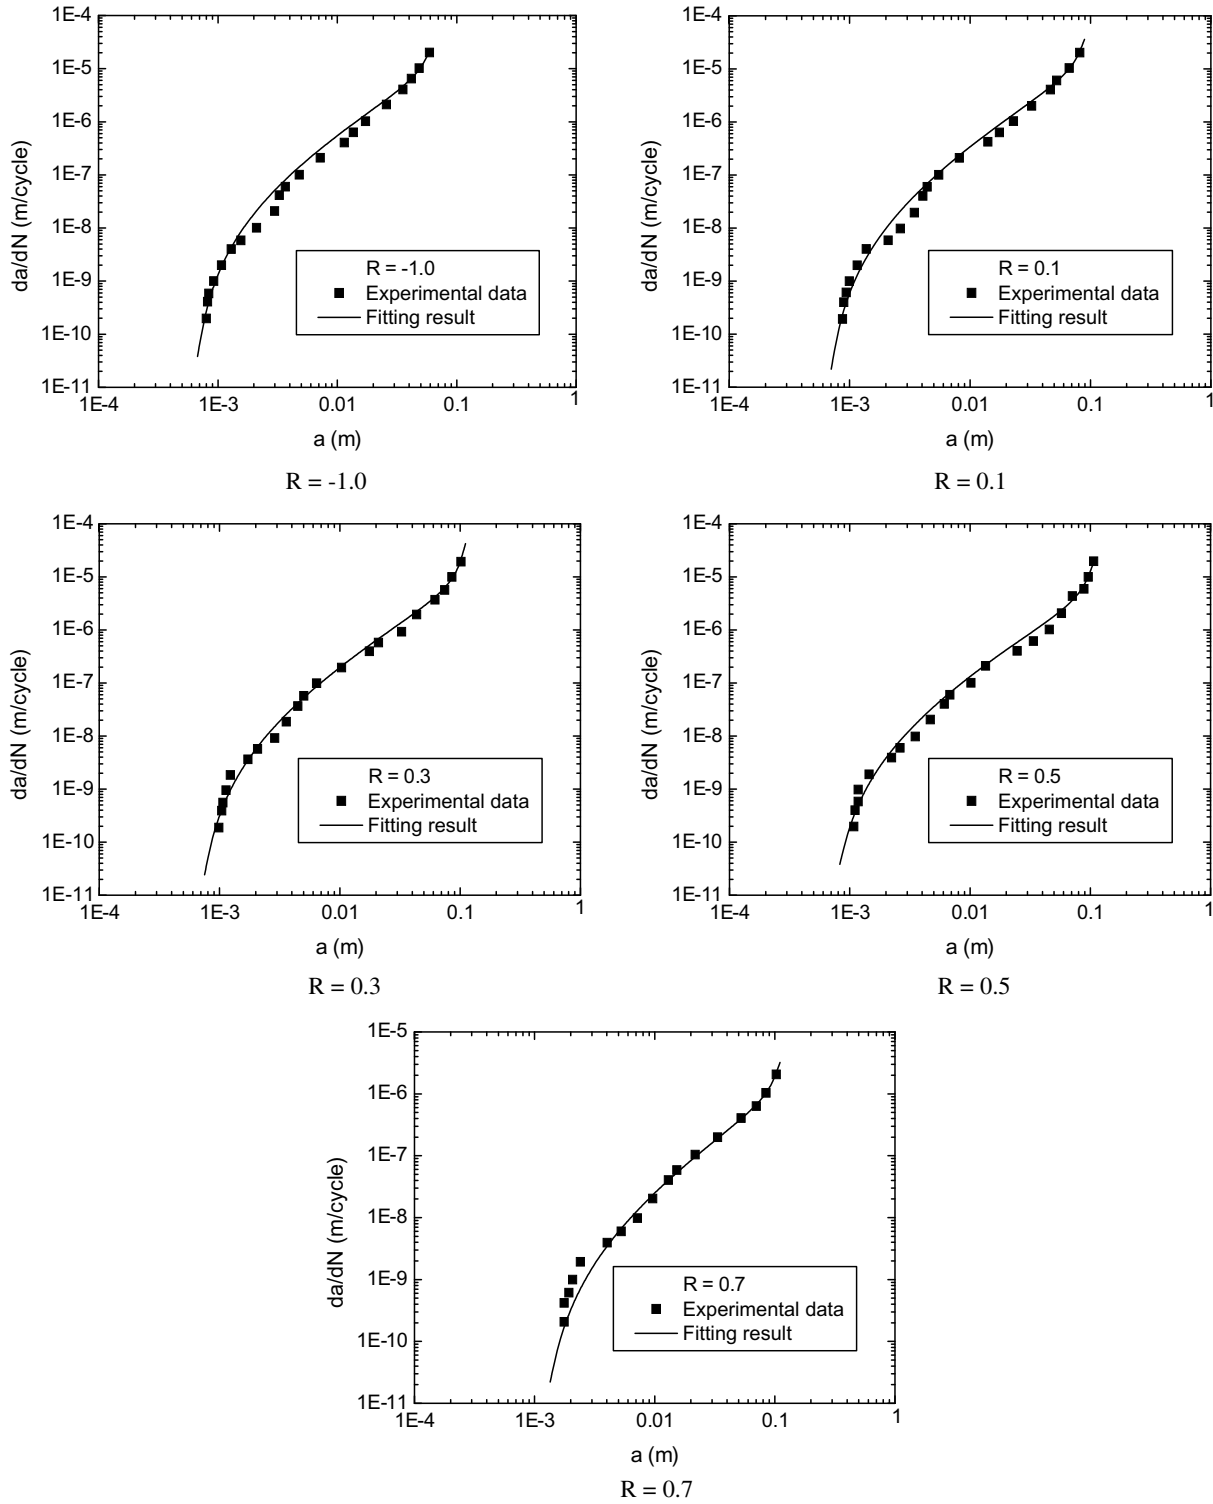 1E-4
1E-5
1E-6
1E-7
1E-8
1E-9
1E-10
1E-11
da/dN (m/cycle)
R = -1.0
Experimental data
Fitting result
1E-4 1E-3 0.01 0.1 1
a (m)
R = -1.0
1E-4
1E-5
1E-6
1E-7
1E-8
1E-9
1E-10
1E-11
da/dN (m/cycle)
R = 0.1
Experimental data
Fitting result
1E-4 1E-3 0.01 0.1 1
a (m)
R = 0.1
1E-4
1E-5
1E-6
1E-7
1E-8
1E-9
1E-10
1E-11
da/dN (m/cycle)
R = 0.3
Experimental data
Fitting result
1E-4 1E-3 0.01 0.1 1
a (m)
R = 0.3
1E-4
1E-5
1E-6
1E-7
1E-8
1E-9
1E-10
1E-11
da/dN (m/cycle)
R = 0.5
Experimental data
Fitting result
1E-4 1E-3 0.01 0.1 1
a (m)
R = 0.5
1E-5
1E-6
1E-7
1E-8
1E-9
1E-10
1E-11
da/dN (m/cycle)
R = 0.7
Experimental data
Fitting result
1E-4 1E-3 0.01 0.1 1
a (m)
R = 0.7